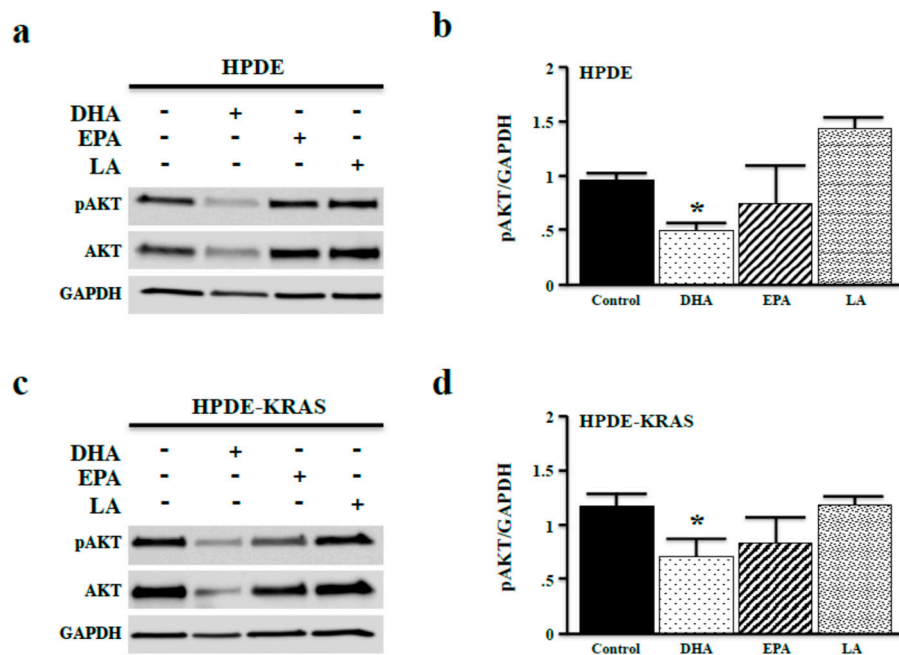 a
HPDE
DHA - + - -
EPA - - + -
LA - - - +
pAKT
AKT
GAPDH
b
HPDE
pAKT/GAPDH
2
1.5
1
.5
0
*
Control DHA EPA LA
c
HPDE-KRAS
DHA - + - -
EPA - - + -
LA - - - +
pAKT
AKT
GAPDH
d
HPDE-KRAS
pAKT/GAPDH
2
1.5
1
.5
0
*
Control DHA EPA LA